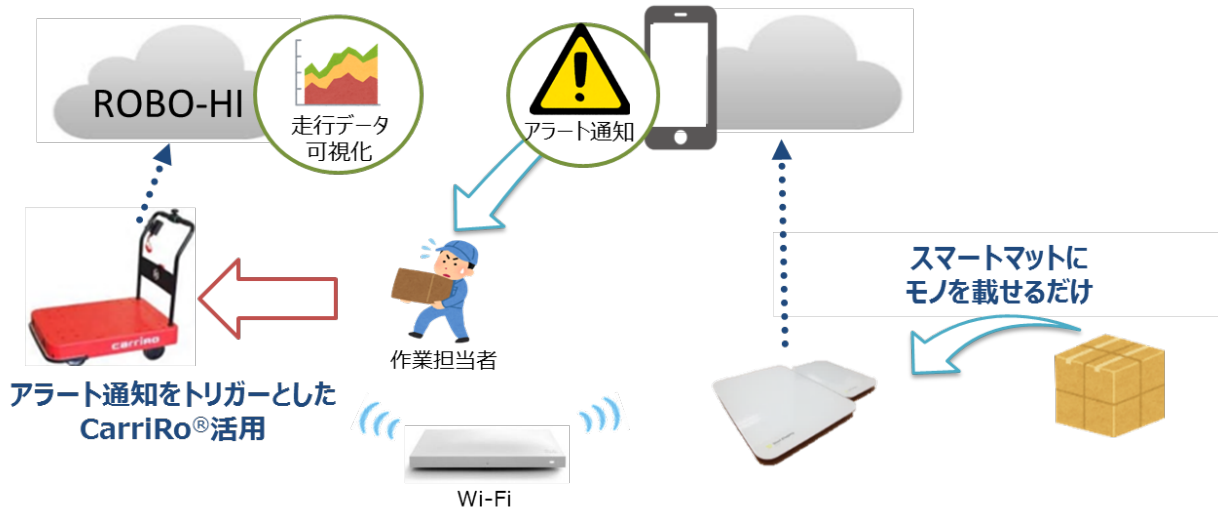 ROBO-HI
走行データ
可視化
アラート通知
スマートマットに
モノを載せるだけ
CarriRo
作業担当者
アラート通知をトリガーとした
CarriRo®活用
Wi-Fi